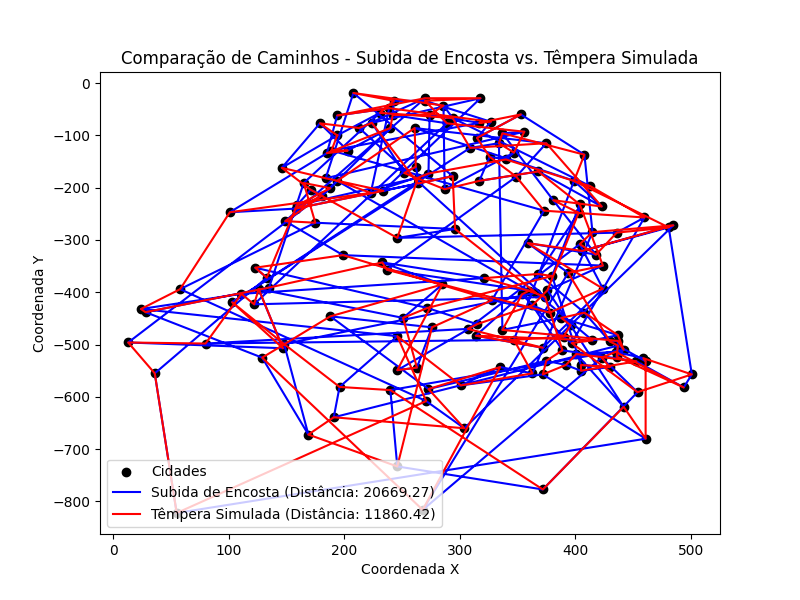 Comparação de Caminhos - Subida de Encosta vs. Têmpera Simulada
0
−100
−200
−300
−400
−500
−600
−700
−800
Coordenada Y
Cidades
Subida de Encosta (Distância: 20669.27)
Têmpera Simulada (Distância: 11860.42)
0 100 200 300 400 500
Coordenada X